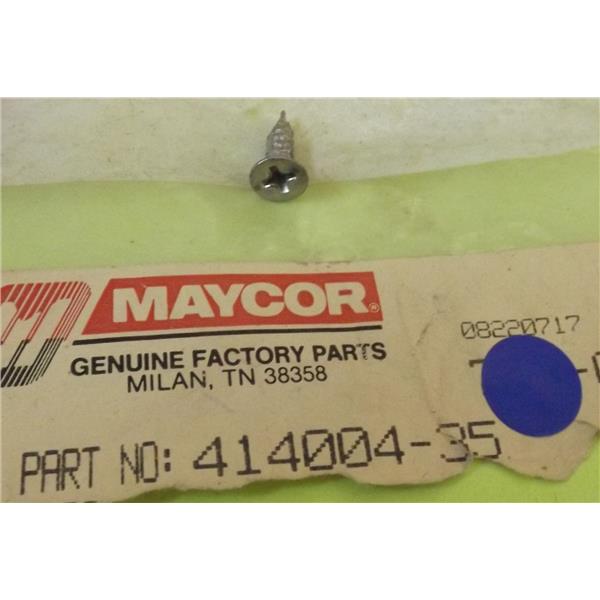 MAYCOR®
GENUINE FACTORY PARTS
MILAN, TN 38358
08220717
PART NO: 414004-35